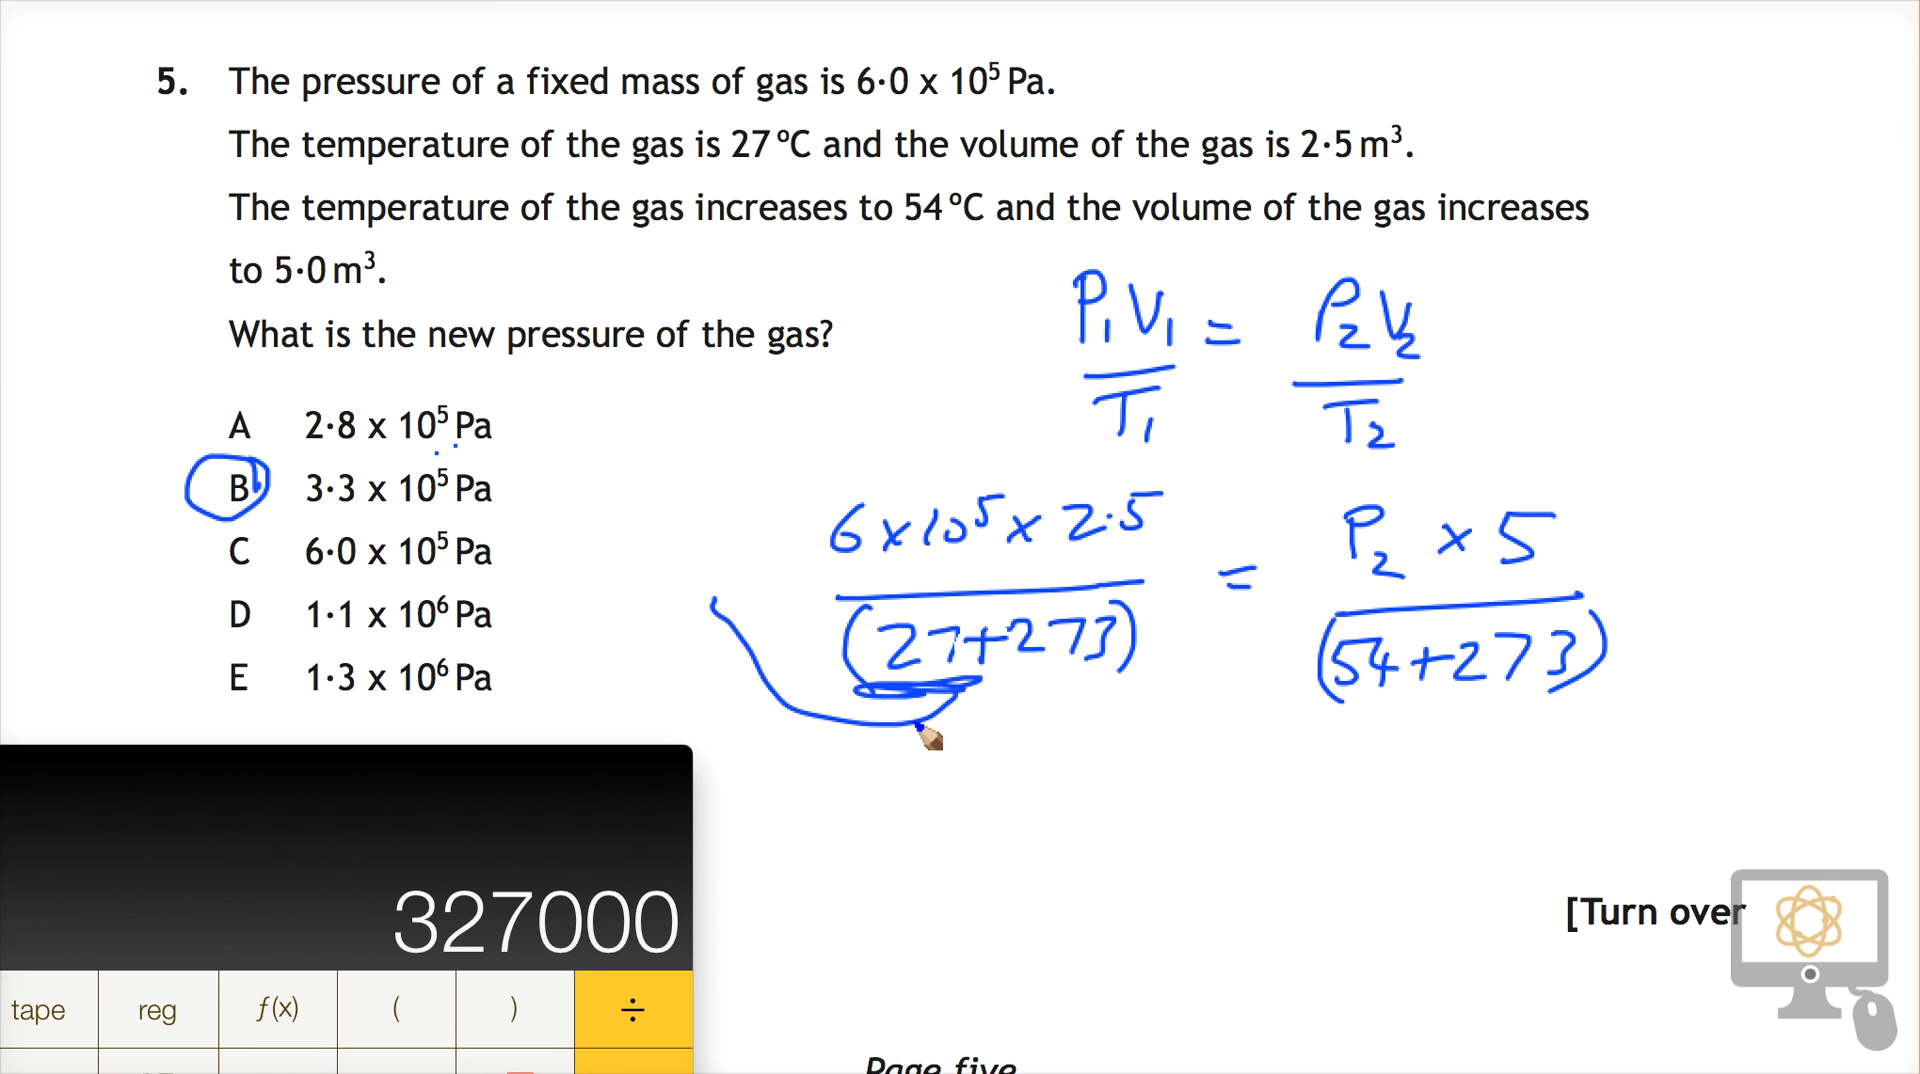 5. The pressure of a fixed mass of gas is 6·0 x 10⁵ Pa.
The temperature of the gas is 27 °C and the volume of the gas is 2·5 m³.
The temperature of the gas increases to 54 °C and the volume of the gas increases
to 5·0 m³.
What is the new pressure of the gas?
P₁V₁ / T₁ = P₂V₂ / T₂
A 2·8 x 10⁵ Pa
B 3·3 x 10⁵ Pa
C 6·0 x 10⁵ Pa
D 1·1 x 10⁶ Pa
E 1·3 x 10⁶ Pa
6 x 10⁵ x 2.5 / (27+273) = P₂ x 5 / (54+273)
327000
tape reg f(x) ( ) ÷
[Turn over
Page five